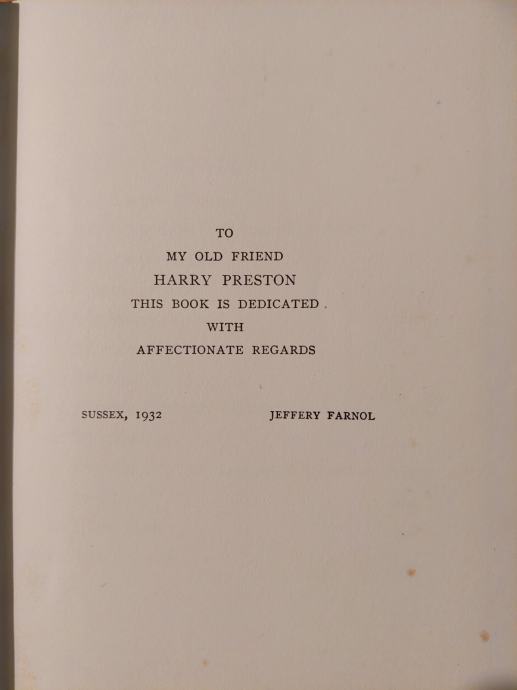 TO
MY OLD FRIEND
HARRY PRESTON
THIS BOOK IS DEDICATED
WITH
AFFECTIONATE REGARDS
SUSSEX, 1932 JEFFERY FARNOL